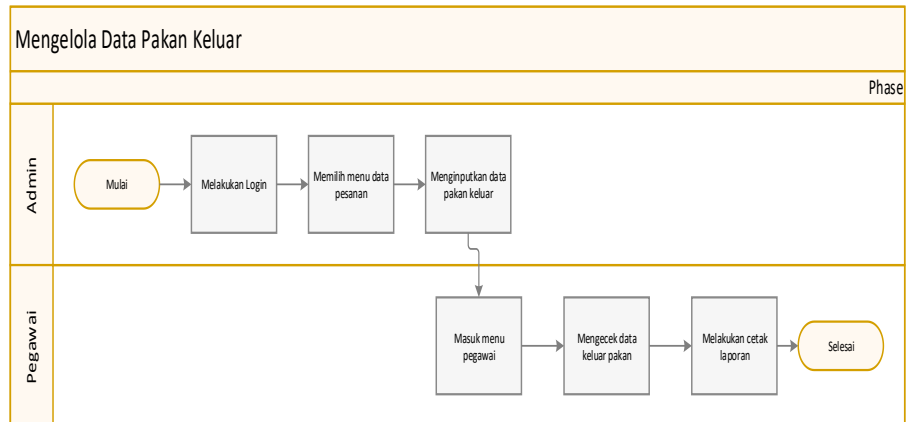 Mengelola Data Pakan Keluar
Phase
Admin
Mulai
Melakukan Login
Memilih menu data
pesanan
Menginputkan data
pakan keluar
Pegawai
Masuk menu
pegawai
Mengecek data
keluar pakan
Melakukan cetak
laporan
Selesai